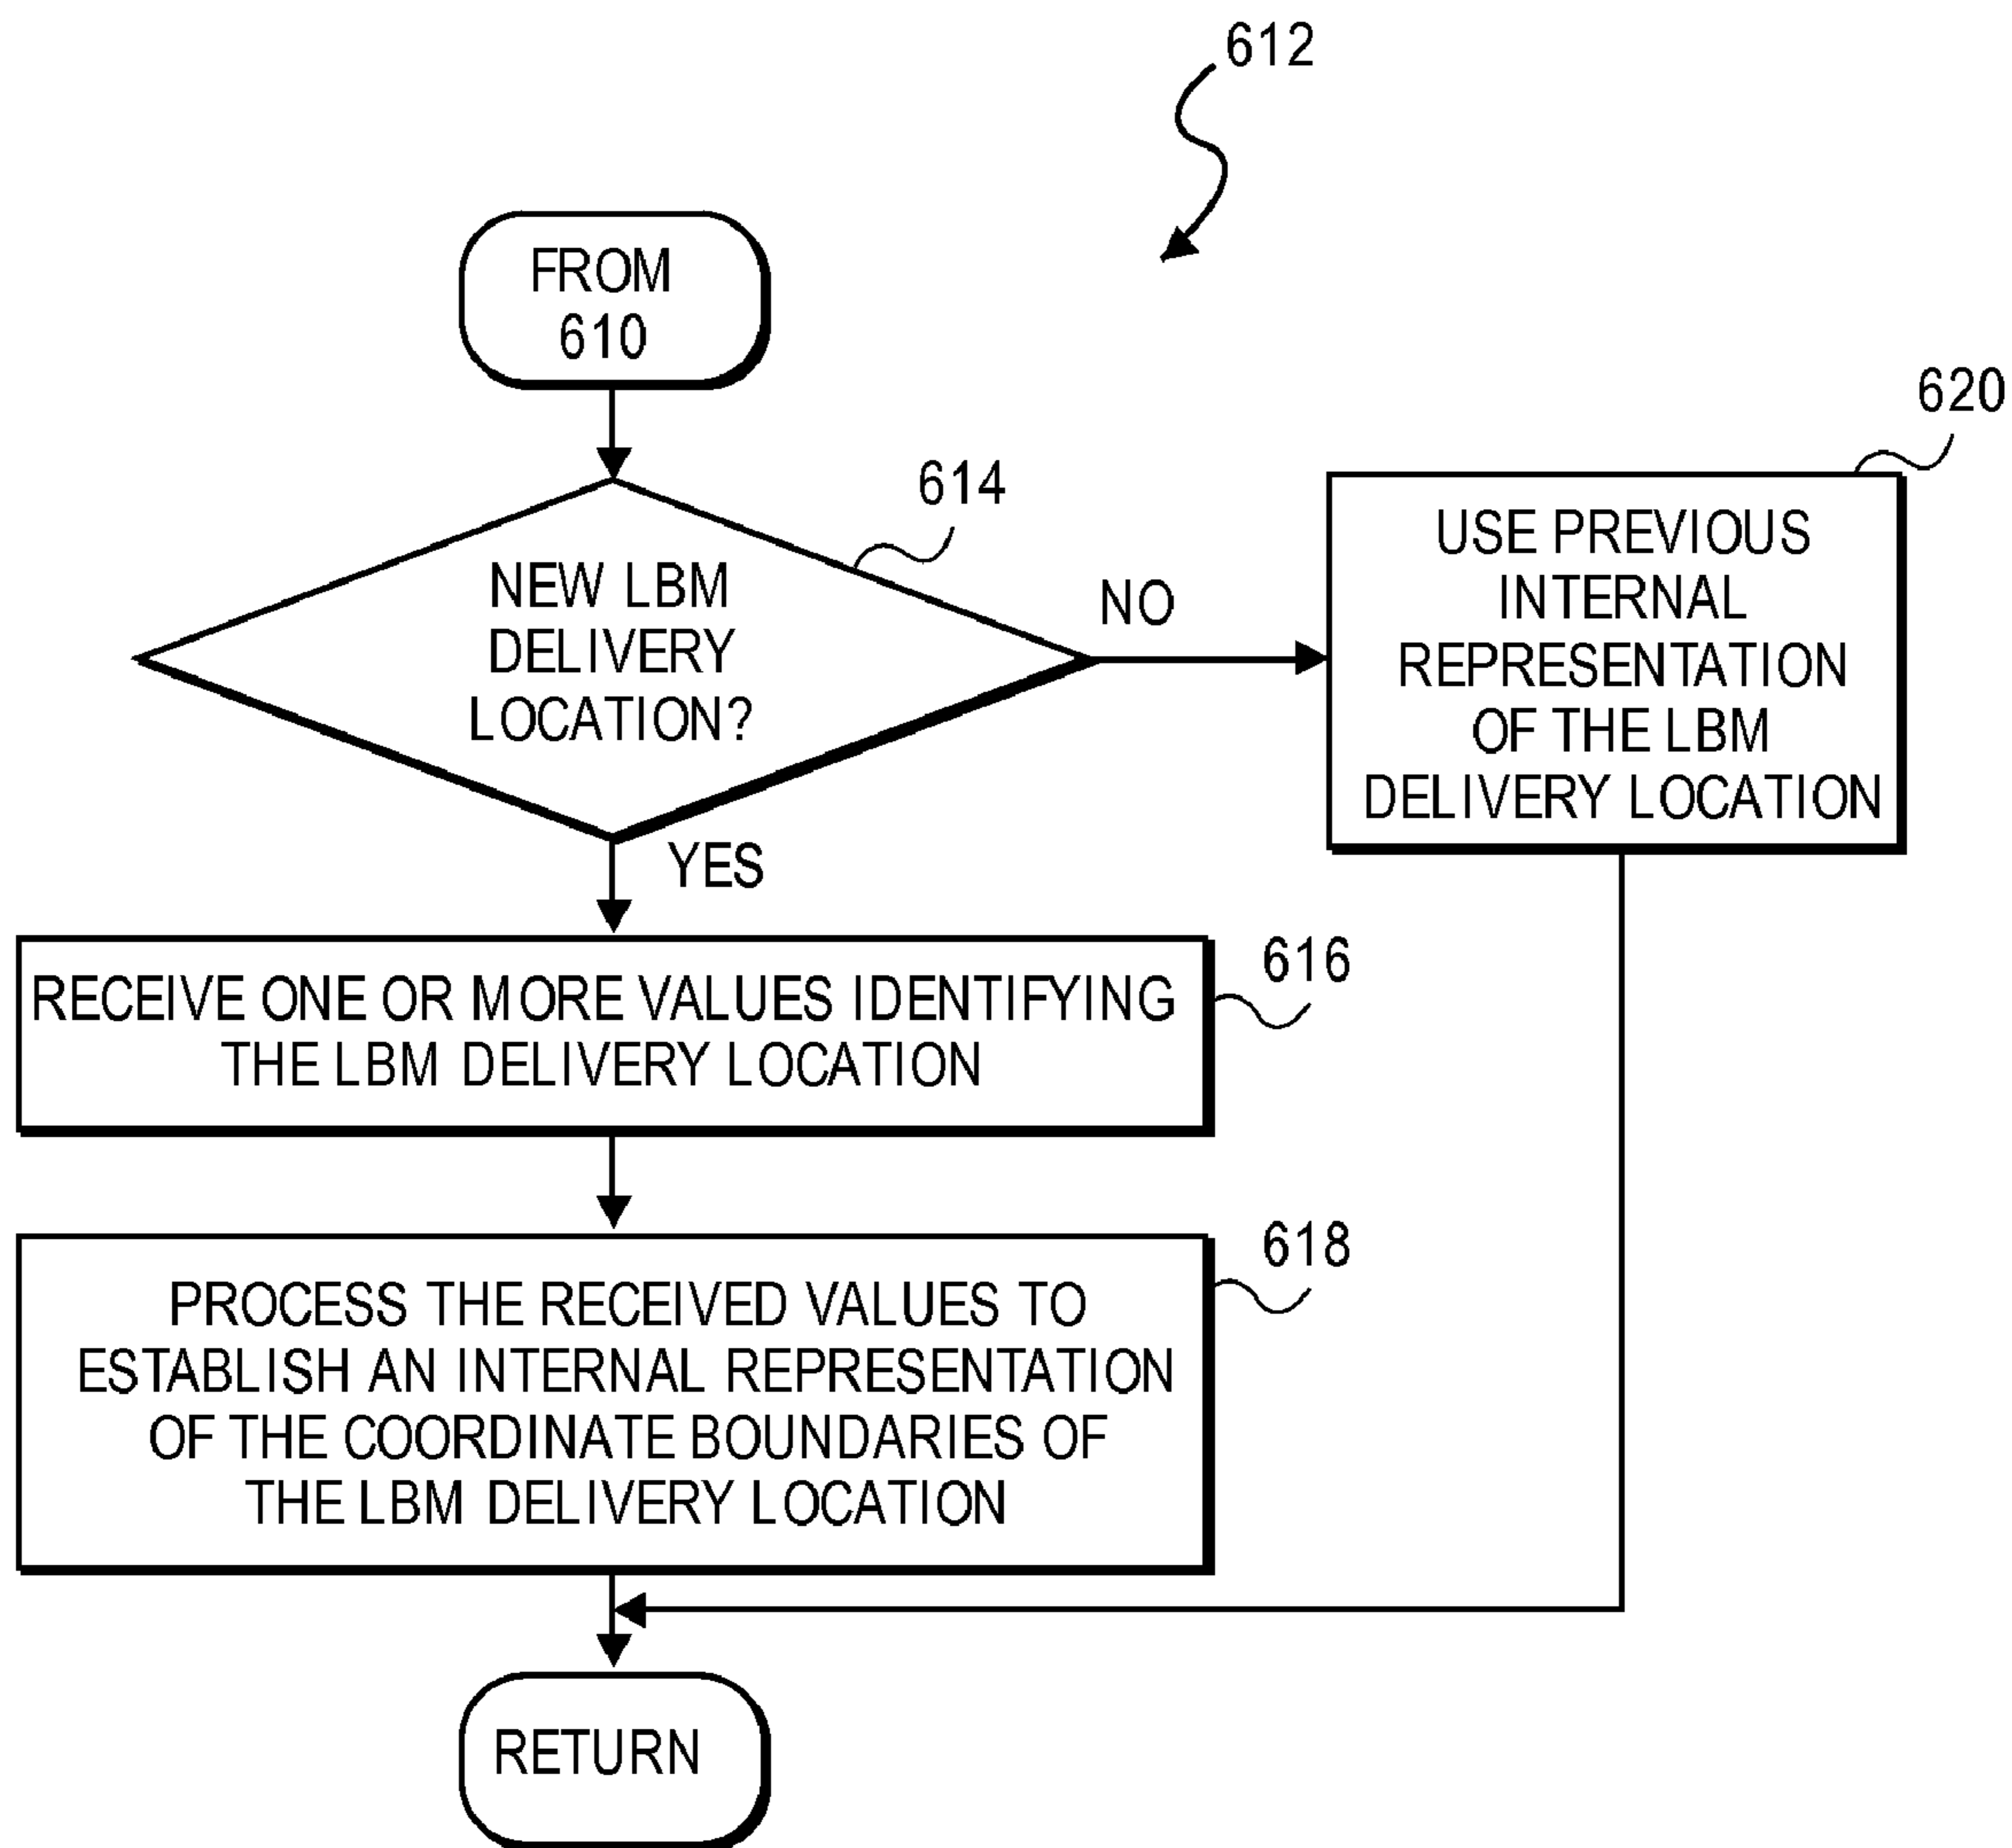 612
FROM
610
614
NEW LBM
DELIVERY
LOCATION?
NO
620
USE PREVIOUS
INTERNAL
REPRESENTATION
OF THE LBM
DELIVERY LOCATION
YES
616
RECEIVE ONE OR MORE VALUES IDENTIFYING
THE LBM DELIVERY LOCATION
618
PROCESS THE RECEIVED VALUES TO
ESTABLISH AN INTERNAL REPRESENTATION
OF THE COORDINATE BOUNDARIES OF
THE LBM DELIVERY LOCATION
RETURN